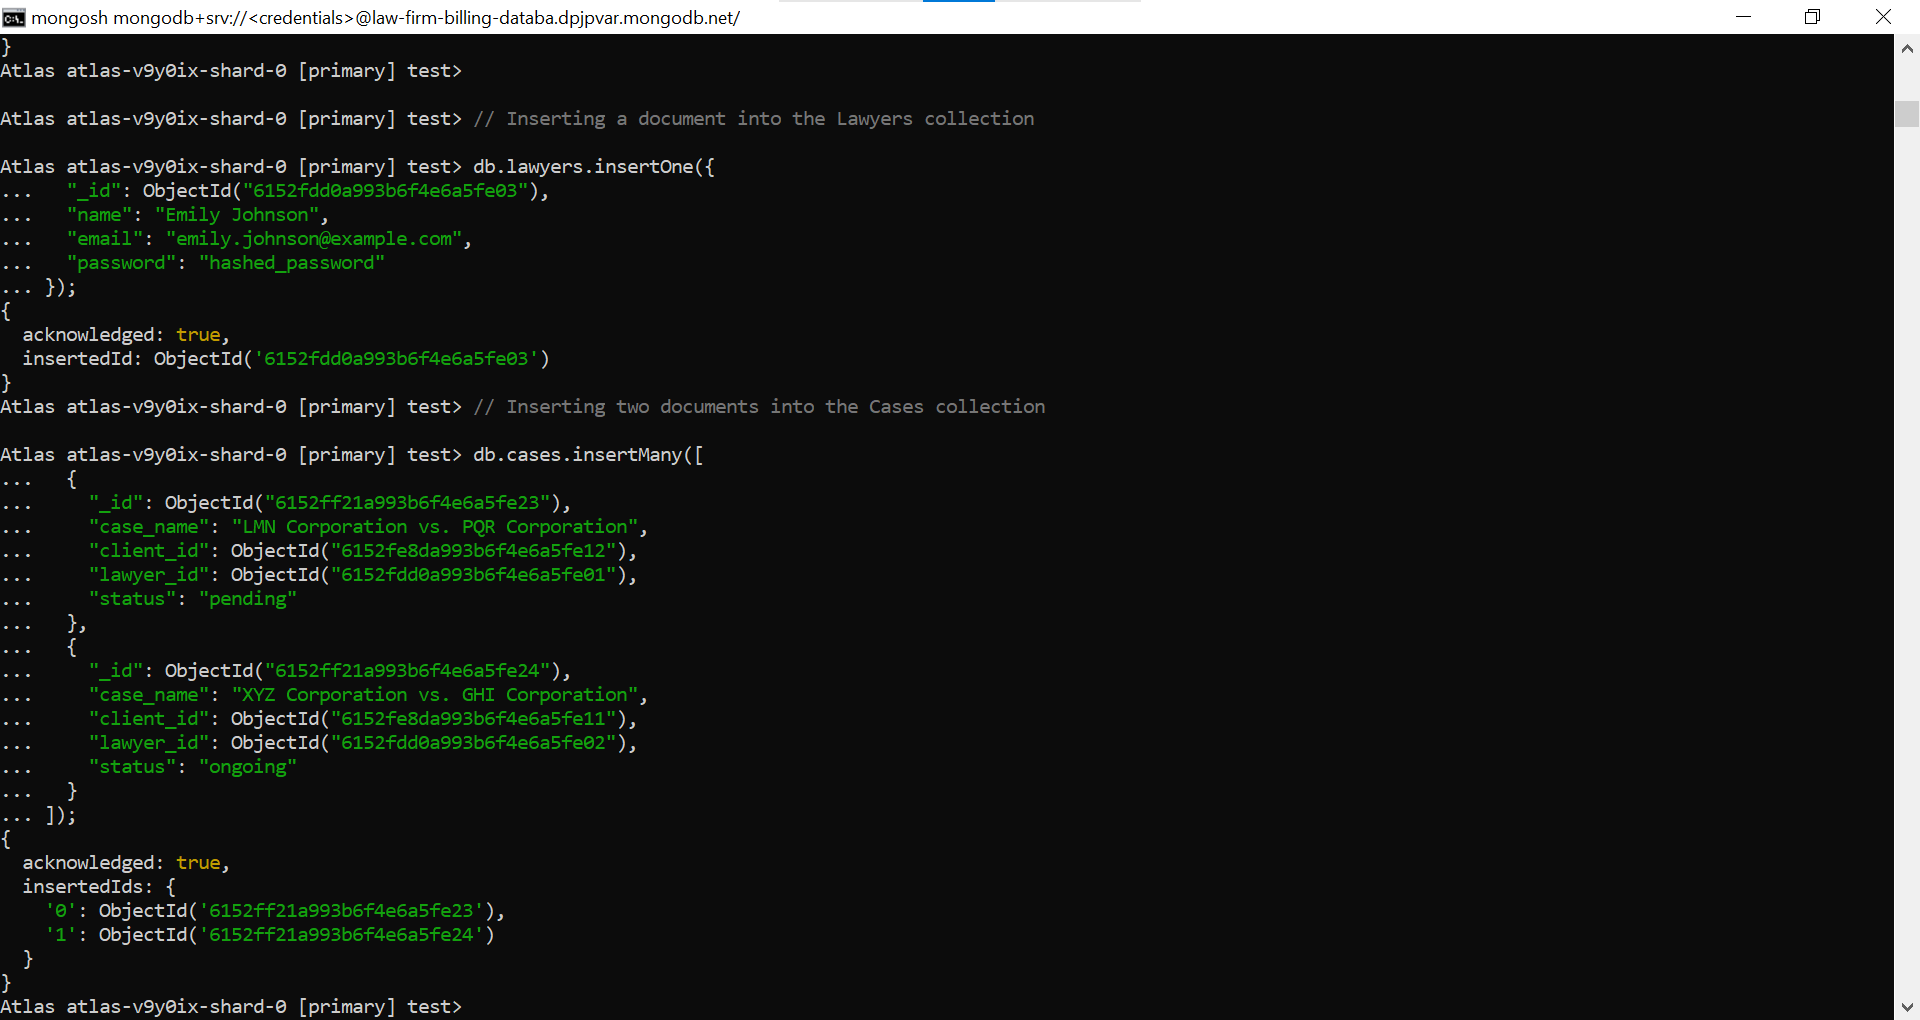 mongosh mongodb+srv://<credentials>@law-firm-billing-databa.dpjpvar.mongodb.net/
}
Atlas atlas-v9y0ix-shard-0 [primary] test>
Atlas atlas-v9y0ix-shard-0 [primary] test> // Inserting a document into the Lawyers collection
Atlas atlas-v9y0ix-shard-0 [primary] test> db.lawyers.insertOne({
...   "_id": ObjectId("6152fdd0a993b6f4e6a5fe03"),
...   "name": "Emily Johnson",
...   "email": "emily.johnson@example.com",
...   "password": "hashed_password"
... });
{
  acknowledged: true,
  insertedId: ObjectId('6152fdd0a993b6f4e6a5fe03')
}
Atlas atlas-v9y0ix-shard-0 [primary] test> // Inserting two documents into the Cases collection
Atlas atlas-v9y0ix-shard-0 [primary] test> db.cases.insertMany([
...   {
...     "_id": ObjectId("6152ff21a993b6f4e6a5fe23"),
...     "case_name": "LMN Corporation vs. PQR Corporation",
...     "client_id": ObjectId("6152fe8da993b6f4e6a5fe12"),
...     "lawyer_id": ObjectId("6152fdd0a993b6f4e6a5fe01"),
...     "status": "pending"
...   },
...   {
...     "_id": ObjectId("6152ff21a993b6f4e6a5fe24"),
...     "case_name": "XYZ Corporation vs. GHI Corporation",
...     "client_id": ObjectId("6152fe8da993b6f4e6a5fe11"),
...     "lawyer_id": ObjectId("6152fdd0a993b6f4e6a5fe02"),
...     "status": "ongoing"
...   }
... ]);
{
  acknowledged: true,
  insertedIds: {
    '0': ObjectId('6152ff21a993b6f4e6a5fe23'),
    '1': ObjectId('6152ff21a993b6f4e6a5fe24')
  }
}
Atlas atlas-v9y0ix-shard-0 [primary] test>